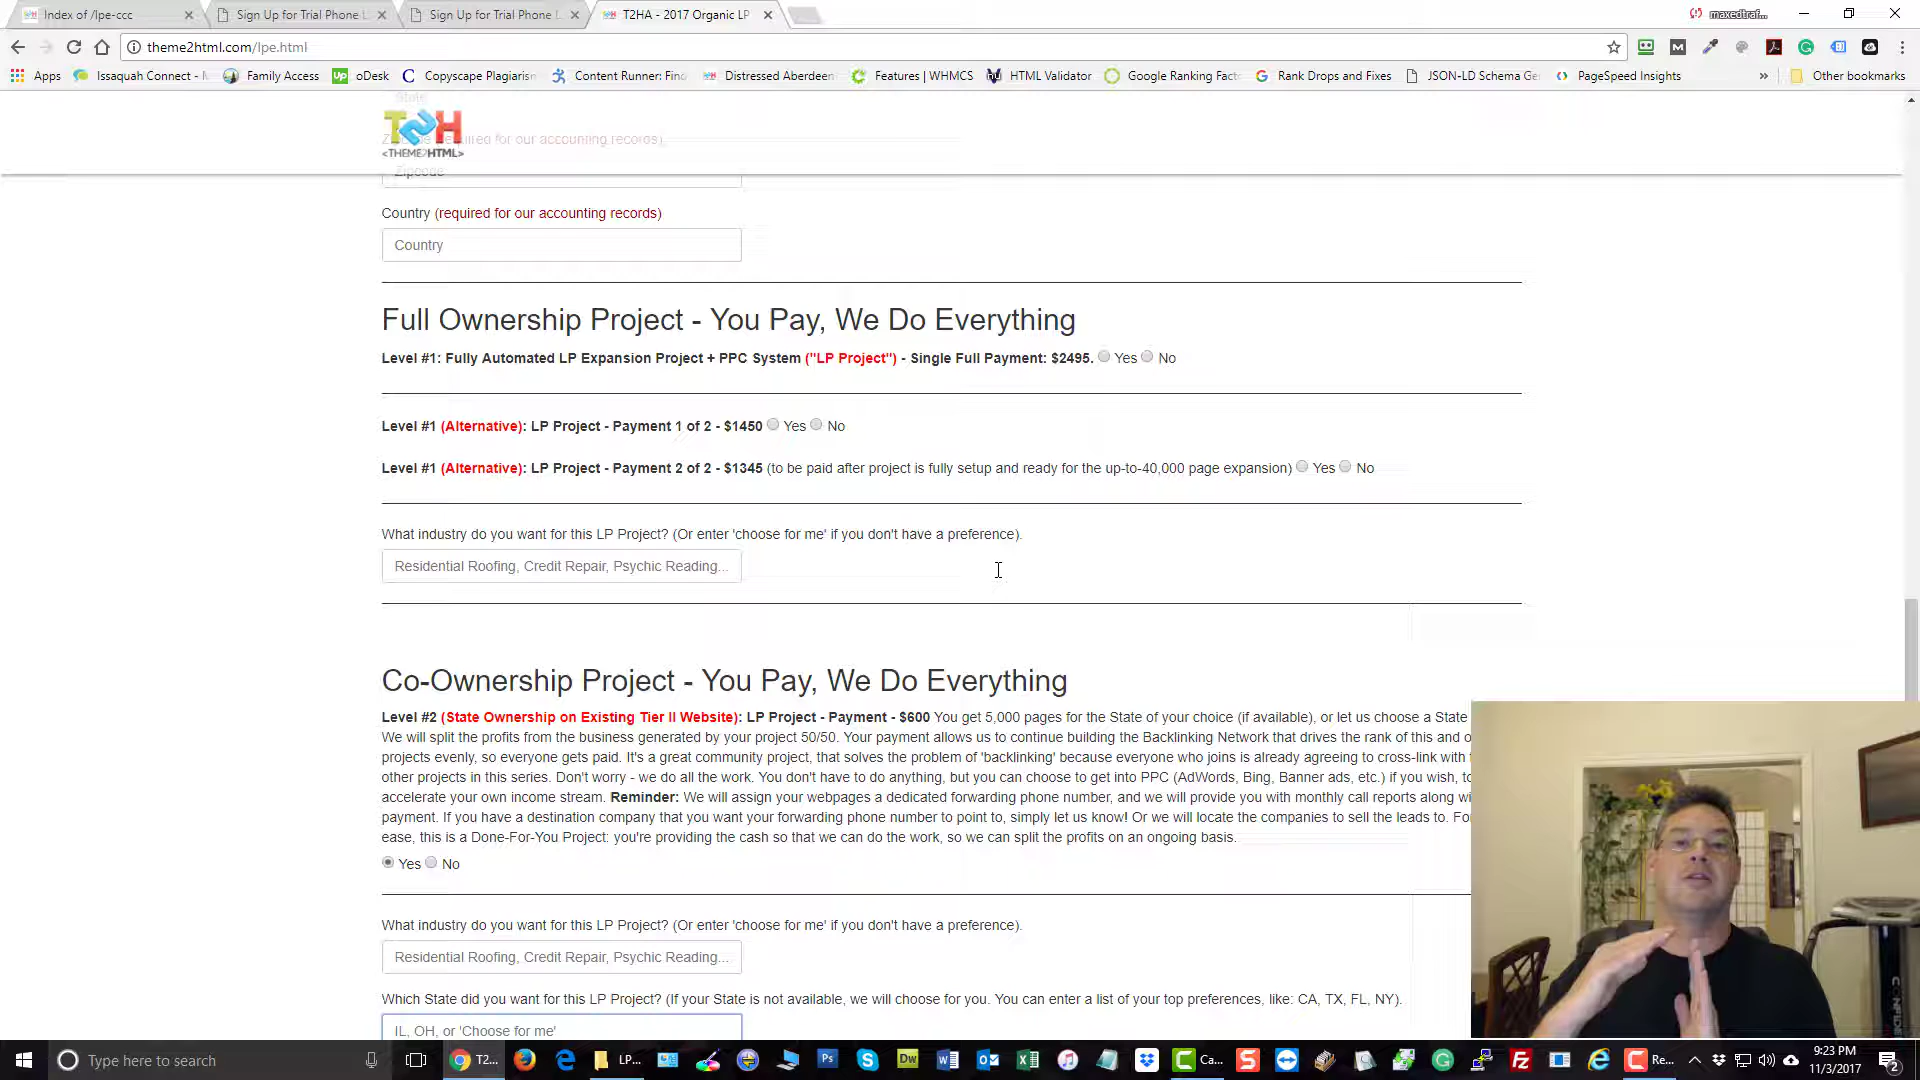 Index of /lpe-ccc
Sign Up for Trial Phone L
Sign Up for Trial Phone L
T2HA - 2017 Organic LP
maxedtraf...
theme2html.com/lpe.html
Apps
Issaquah Connect - N
Family Access
Up oDesk
Copyscape Plagiarism
Content Runner: Find
Distressed Aberdeen
Features | WHMCS
HTML Validator
Google Ranking Fact
Rank Drops and Fixes
JSON-LD Schema Ge
PageSpeed Insights
»
Other bookmarks
State
T2H
<THEME2HTML>
required for our accounting records)
Zipcode
Country (required for our accounting records)
Country
Full Ownership Project - You Pay, We Do Everything
Level #1: Fully Automated LP Expansion Project + PPC System ("LP Project") - Single Full Payment: $2495. Yes No
Level #1 (Alternative): LP Project - Payment 1 of 2 - $1450 Yes No
Level #1 (Alternative): LP Project - Payment 2 of 2 - $1345 (to be paid after project is fully setup and ready for the up-to-40,000 page expansion) Yes No
What industry do you want for this LP Project? (Or enter 'choose for me' if you don't have a preference).
Residential Roofing, Credit Repair, Psychic Reading...
Co-Ownership Project - You Pay, We Do Everything
Level #2 (State Ownership on Existing Tier II Website): LP Project - Payment - $600 You get 5,000 pages for the State of your choice (if available), or let us choose a State
We will split the profits from the business generated by your project 50/50. Your payment allows us to continue building the Backlinking Network that drives the rank of this and o
projects evenly, so everyone gets paid. It's a great community project, that solves the problem of 'backlinking' because everyone who joins is already agreeing to cross-link with
other projects in this series. Don't worry - we do all the work. You don't have to do anything, but you can choose to get into PPC (AdWords, Bing, Banner ads, etc.) if you wish, to
accelerate your own income stream. Reminder: We will assign your webpages a dedicated forwarding phone number, and we will provide you with monthly call reports along wi
payment. If you have a destination company that you want your forwarding phone number to point to, simply let us know! Or we will locate the companies to sell the leads to. Fo
ease, this is a Done-For-You Project: you're providing the cash so that we can do the work, so we can split the profits on an ongoing basis.
Yes No
What industry do you want for this LP Project? (Or enter 'choose for me' if you don't have a preference).
Residential Roofing, Credit Repair, Psychic Reading...
Which State did you want for this LP Project? (If your State is not available, we will choose for you. You can enter a list of your top preferences, like: CA, TX, FL, NY).
IL, OH, or 'Choose for me'
Type here to search
T2...
LP...
Ca...
Re...
9:23 PM
11/3/2017
2